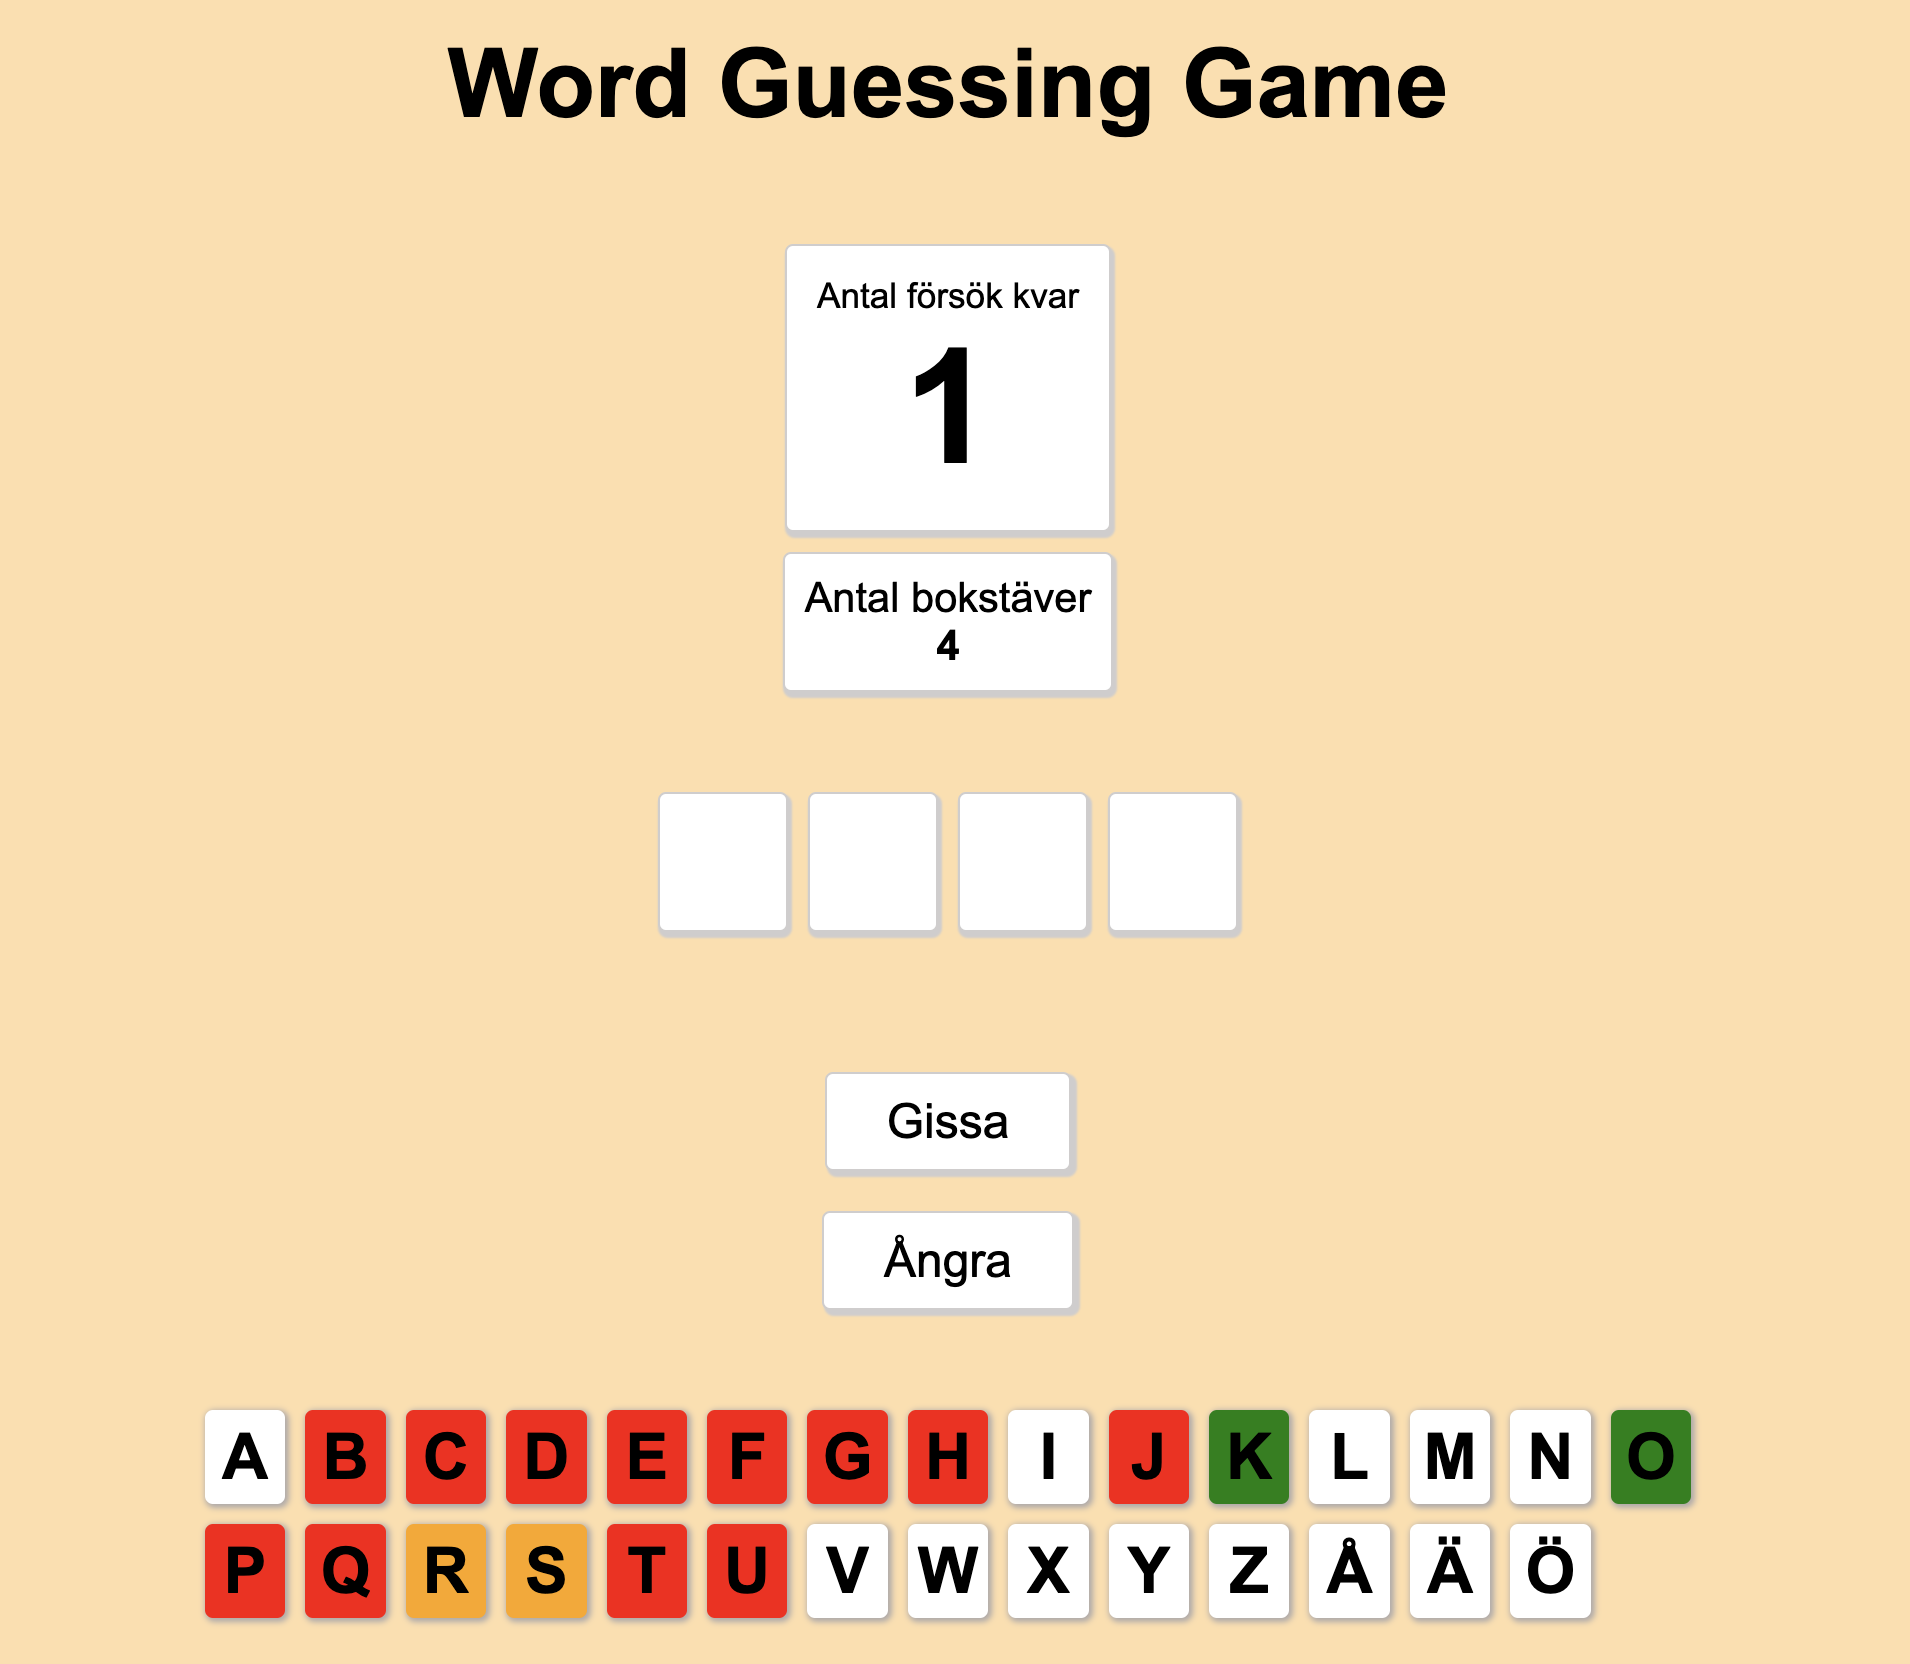 Word Guessing Game
Antal försök kvar
1
Antal bokstäver
4
Gissa
Ångra
A B C D E F G H I J K L M N O
P Q R S T U V W X Y Z Å Ä Ö